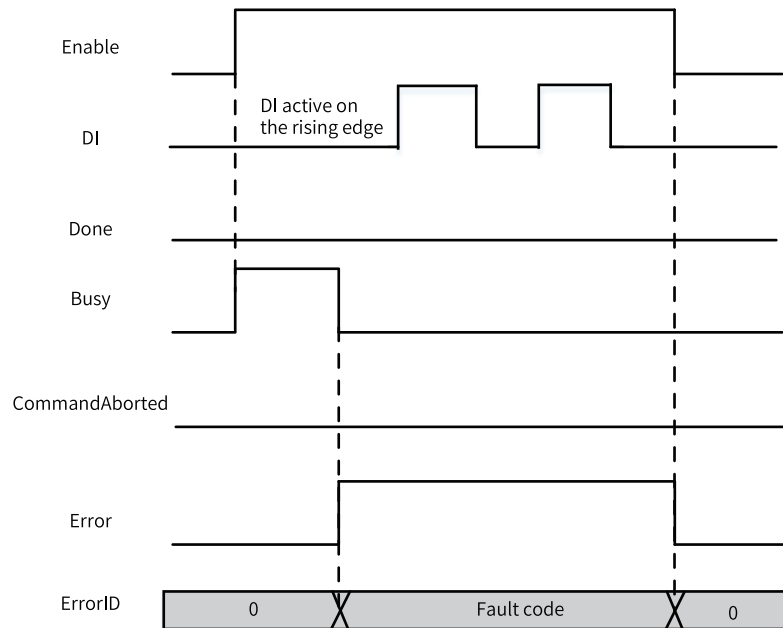 Enable
DI active on
the rising edge
DI
Done
Busy
CommandAborted
Error
ErrorID
0
Fault code
0